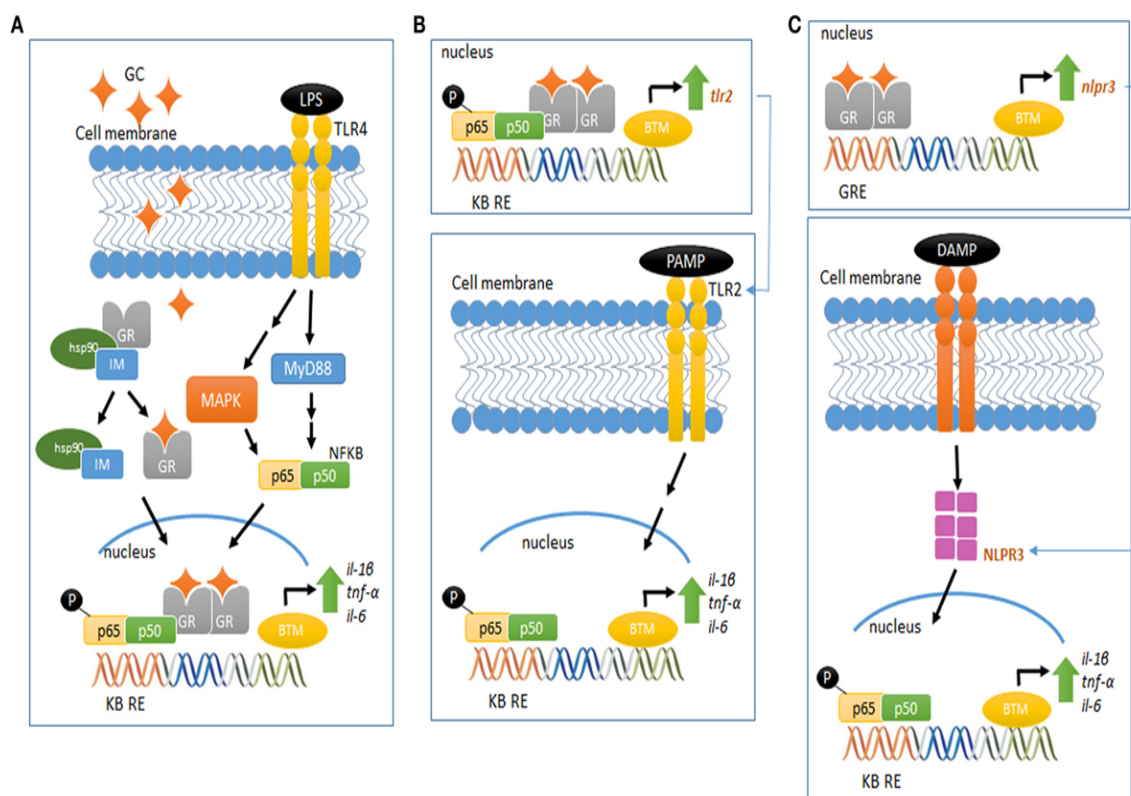 A
GC
LPS
Cell membrane
TLR4
GR
hsp90
IM
MyD88
MAPK
hsp90
IM
GR
NFKB
p65 p50
nucleus
il-1β
tnf-α
il-6
P
p65 p50 GR GR
BTM
KB RE
B
nucleus
P
tlr2
p65 p50 GR GR
BTM
KB RE
PAMP
Cell membrane
TLR2
nucleus
il-1β
tnf-α
il-6
P
p65 p50
BTM
KB RE
C
nucleus
nlpr3
GR GR
BTM
GRE
DAMP
Cell membrane
NLPR3
nucleus
il-1β
tnf-α
il-6
P
p65 p50
BTM
KB RE